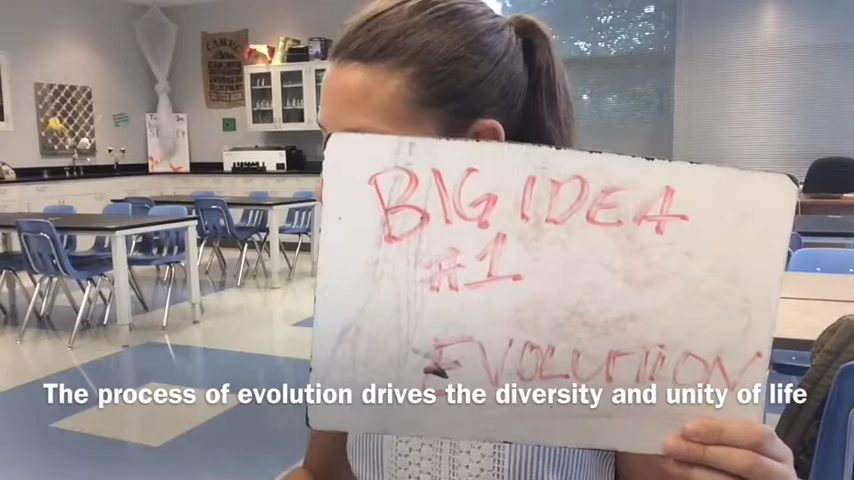 BIG IDEA
#1
EVOLUTION
The process of evolution drives the diversity and unity of life